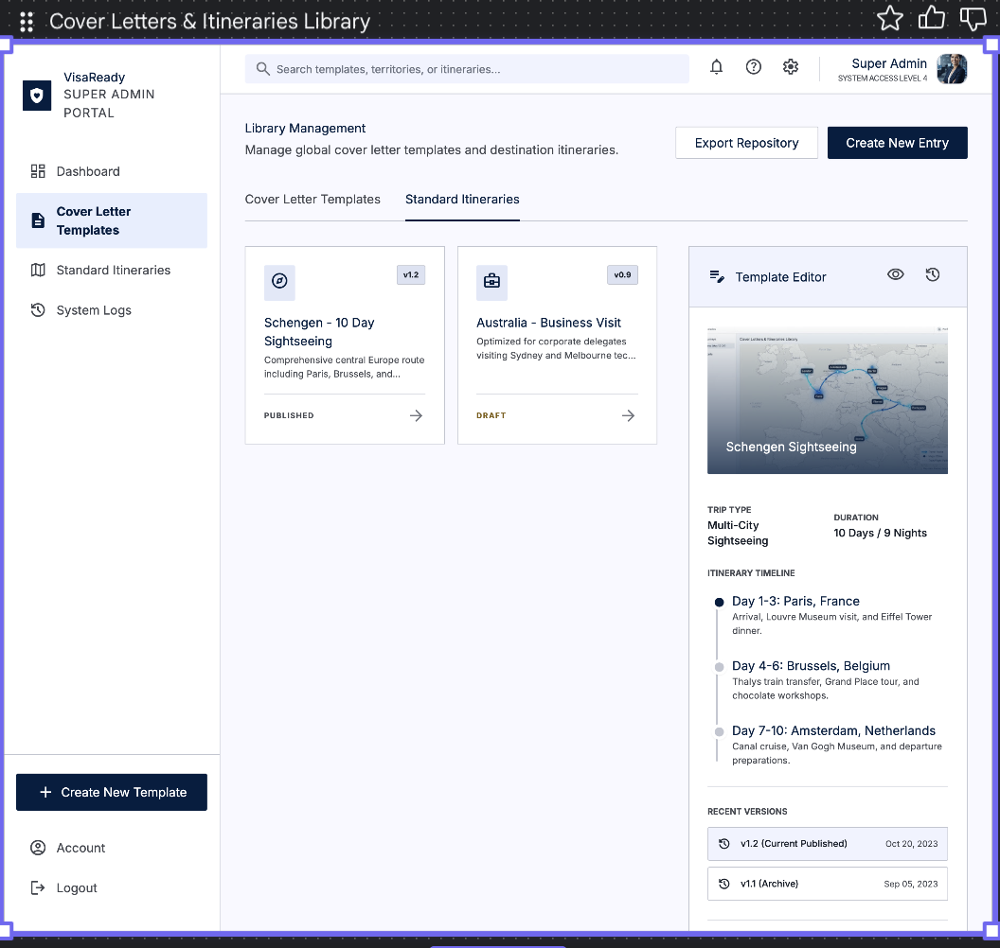 Cover Letters & Itineraries Library
VisaReady
SUPER ADMIN
PORTAL
Dashboard
Cover Letter
Templates
Standard Itineraries
System Logs
Create New Template
Account
Logout
Search templates, territories, or itineraries...
Super Admin
SYSTEM ACCESS LEVEL 4
Library Management
Manage global cover letter templates and destination itineraries.
Export Repository
Create New Entry
Cover Letter Templates
Standard Itineraries
v1.2
Schengen - 10 Day
Sightseeing
Comprehensive central Europe route
including Paris, Brussels, and...
PUBLISHED
v0.9
Australia - Business Visit
Optimized for corporate delegates
visiting Sydney and Melbourne tec...
DRAFT
Template Editor
Cover Letters & Itineraries Library
Schengen Sightseeing
TRIP TYPE
Multi-City
Sightseeing
DURATION
10 Days / 9 Nights
ITINERARY TIMELINE
Day 1-3: Paris, France
Arrival, Louvre Museum visit, and Eiffel Tower
dinner.
Day 4-6: Brussels, Belgium
Thalys train transfer, Grand Place tour, and
chocolate workshops.
Day 7-10: Amsterdam, Netherlands
Canal cruise, Van Gogh Museum, and departure
preparations.
RECENT VERSIONS
v1.2 (Current Published)
Oct 20, 2023
v1.1 (Archive)
Sep 05, 2023